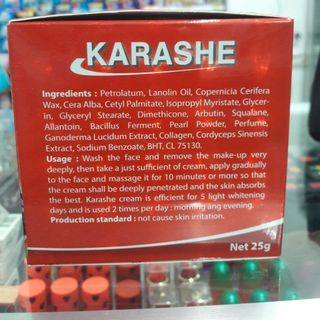 KARASHE
Ingredients : Petrolatum, Lanolin Oil, Copernicia Cerifera
Wax, Cera Alba, Cetyl Palmitate, Isopropyl Myristate, Glycer-
in, Glyceryl Stearate, Dimethicone, Arbutin, Squalane,
Allantoin, Bacillus Ferment, Pearl Powder, Perfume,
Ganoderma Lucidum Extract, Collagen, Cordyceps Sinensis
Extract, Sodium Benzoate, BHT, CL 75130.
Usage : Wash the face and remove the make-up very
deeply, then take a just sufficient of cream, apply gradually
to the face and massage it for 10 minutes or more so that
the cream shall be deeply penetrated and the skin absorbs
the best. Karashe cream is efficient for 5 light whitening
days and is used 2 times per day : morning ang evening.
Production standard : not cause skin irritation.
Net 25g